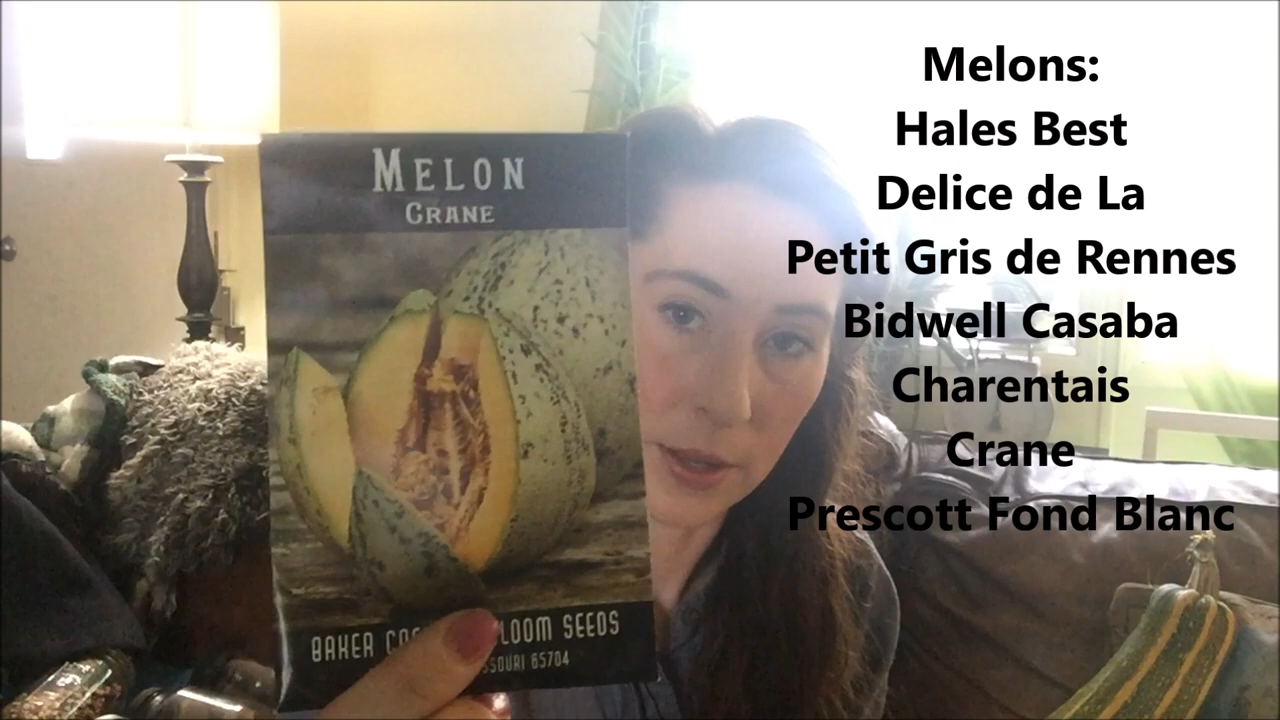 MELON
CRANE
BAKER LOOM SEEDS
SSOURI 65704
Melons:
Hales Best
Delice de La
Petit Gris de Rennes
Bidwell Casaba
Charentais
Crane
Prescott Fond Blanc